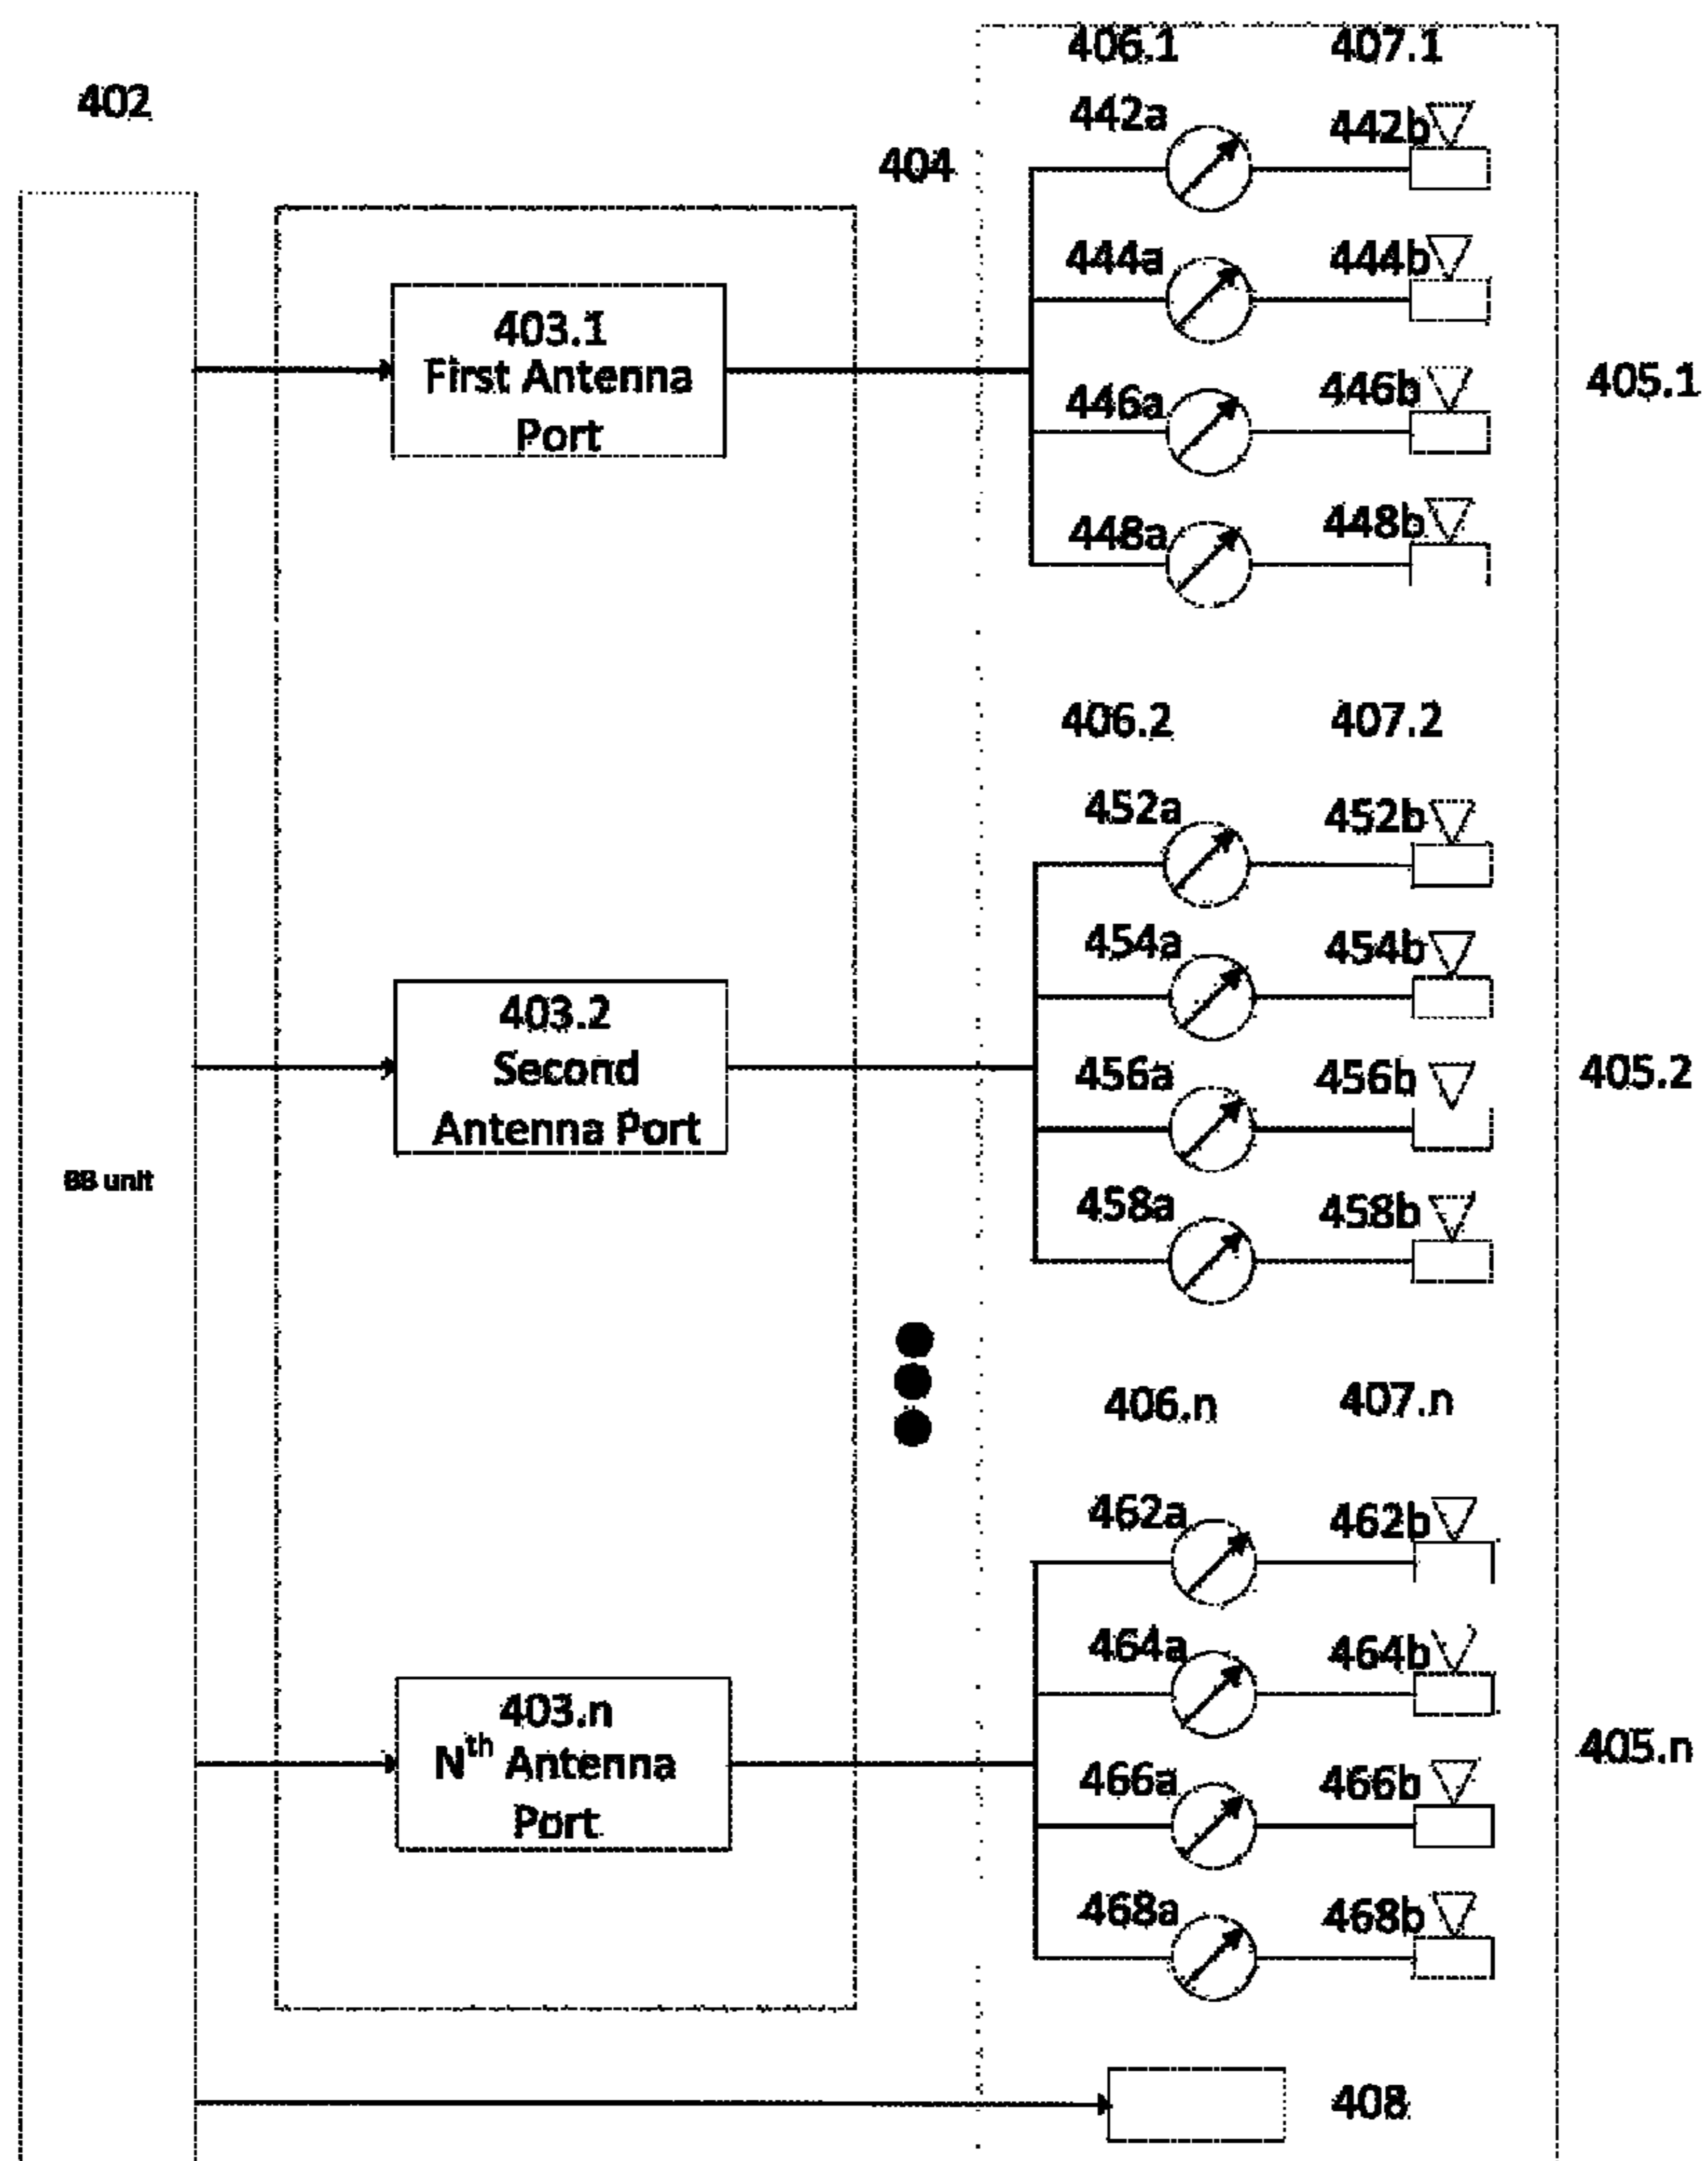 406.1 407.1
402
442a 442b
404
444a 444b
403.1
First Antenna
Port
446a 446b
405.1
448a 448b
406.2 407.2
452a 452b
454a 454b
403.2
Second
Antenna Port
456a 456b
405.2
BB unit
458a 458b
406.n 407.n
462a 462b
464a 464b
403.n
Nth Antenna
Port
405.n
466a 466b
468a 468b
408